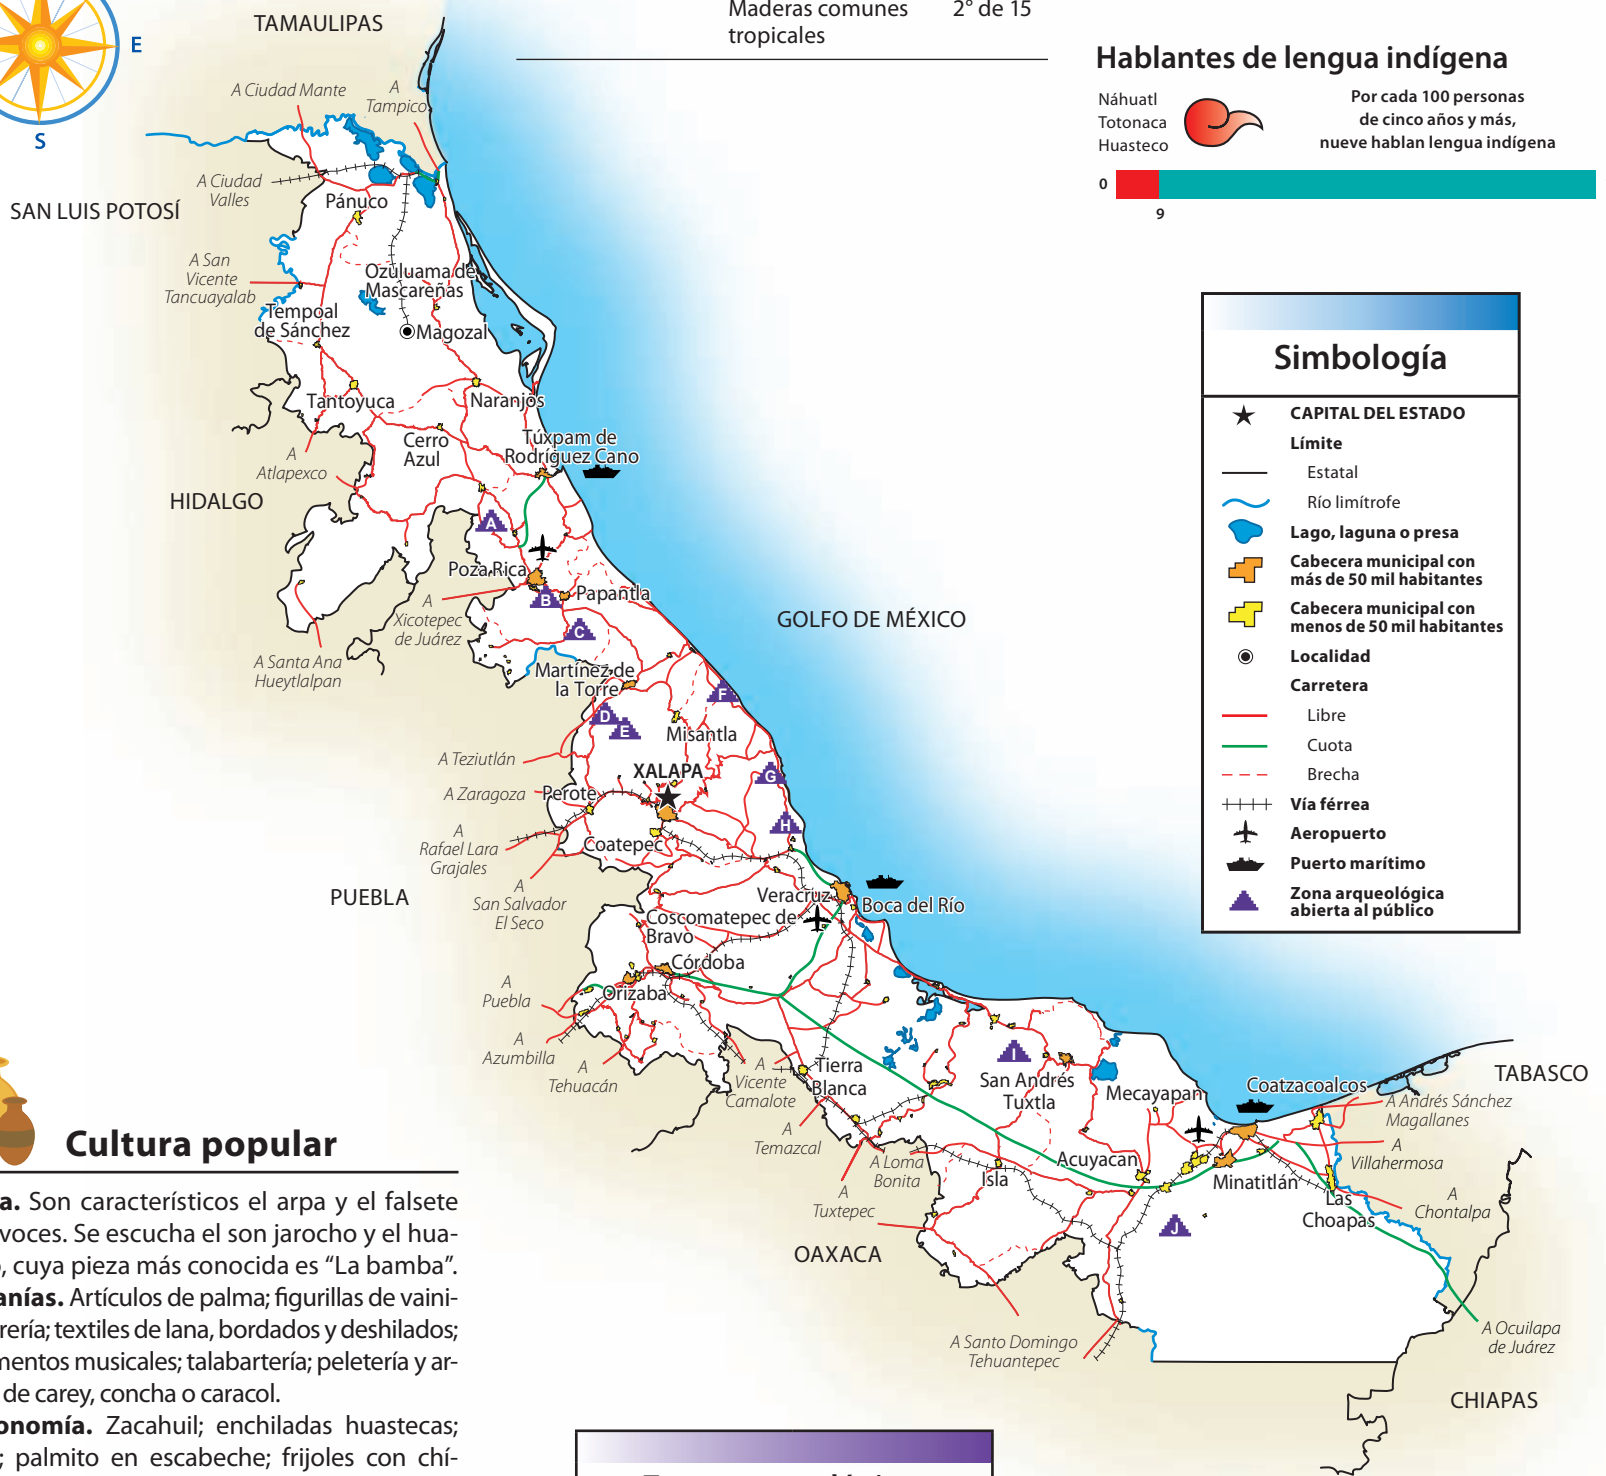 Maderas comunes 2° de 15
tropicales
Hablantes de lengua indígena
Náhuatl
Totonaca
Huasteco
Por cada 100 personas
de cinco años y más,
nueve hablan lengua indígena
0
9
E
S
TAMAULIPAS
A Ciudad Mante
A
Tampico
A Ciudad
Valles
SAN LUIS POTOSÍ
Pánuco
A San
Vicente
Tancuayalab
Ozuluama de
Mascareñas
Tempoal
de Sánchez
Magozal
Tantoyuca
Naranjos
Cerro
Azul
Túxpam de
Rodríguez Cano
A
Atlapexco
HIDALGO
A
Poza Rica
B
Papantla
A
Xicotepec
de Juárez
C
GOLFO DE MÉXICO
A Santa Ana
Hueytlalpan
Martínez de
la Torre
F
D
E
Misantla
A Teziutlán
XALAPA
G
A Zaragoza
Perote
H
A
Rafael Lara
Grajales
Coatepec
A
San Salvador
El Seco
PUEBLA
Veracruz
Boca del Río
Coscomatepec de
Bravo
Córdoba
Orizaba
A
Puebla
A
Azumbilla
A
Tehuacán
A
Vicente
Camalote
Tierra
Blanca
I
San Andrés
Tuxtla
Mecayapan
Coatzacoalcos
TABASCO
A Andrés Sánchez
Magallanes
A
Temazcal
A
Villahermosa
A Loma
Bonita
Isla
Acuyacan
Minatitlán
Las
Choapas
A
Chontalpa
A
Tuxtepec
J
OAXACA
A Santo Domingo
Tehuantepec
A Ocuilapa
de Juárez
CHIAPAS
Simbología
CAPITAL DEL ESTADO
Límite
Estatal
Río limítrofe
Lago, laguna o presa
Cabecera municipal con
más de 50 mil habitantes
Cabecera municipal con
menos de 50 mil habitantes
Localidad
Carretera
Libre
Cuota
Brecha
Vía férrea
Aeropuerto
Puerto marítimo
Zona arqueológica
abierta al público
Cultura popular
a. Son característicos el arpa y el falsete
voces. Se escucha el son jarocho y el hua-
o, cuya pieza más conocida es “La bamba”.
anías. Artículos de palma; figurillas de vaini-
rería; textiles de lana, bordados y deshilados;
mentos musicales; talabartería; peletería y ar-
de carey, concha o caracol.
onomía. Zacahuil; enchiladas huastecas;
; palmito en escabeche; frijoles con chí-